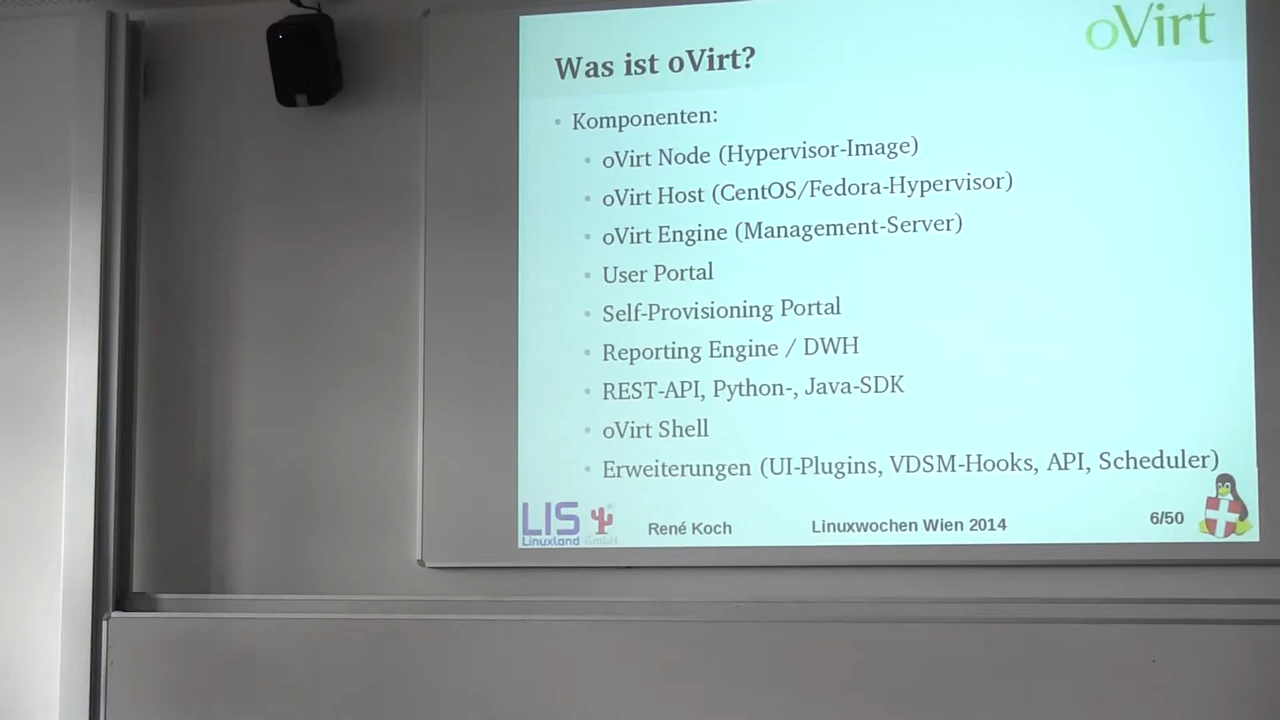 oVirt
Was ist oVirt?
Komponenten:
oVirt Node (Hypervisor-Image)
oVirt Host (CentOS/Fedora-Hypervisor)
oVirt Engine (Management-Server)
User Portal
Self-Provisioning Portal
Reporting Engine / DWH
REST-API, Python-, Java-SDK
oVirt Shell
Erweiterungen (UI-Plugins, VDSM-Hooks, API, Scheduler)
LIS
Linuxland GmbH
René Koch
Linuxwochen Wien 2014
6/50